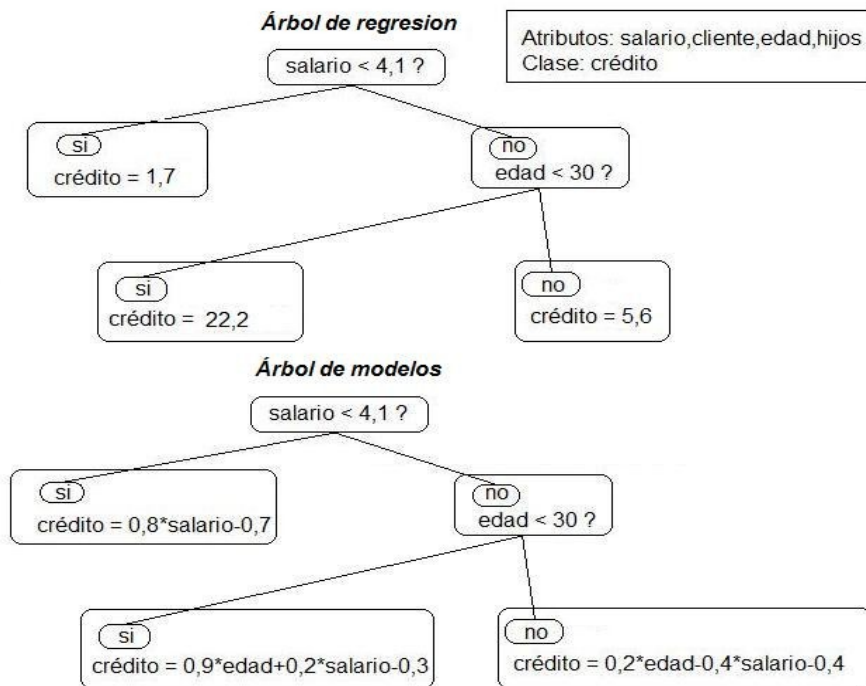 Árbol de regresion
Atributos: salario,cliente,edad,hijos
Clase: crédito
salario < 4,1 ?
si
crédito = 1,7
no
edad < 30 ?
si
crédito = 22,2
no
crédito = 5,6
Árbol de modelos
salario < 4,1 ?
si
crédito = 0,8*salario-0,7
no
edad < 30 ?
si
crédito = 0,9*edad+0,2*salario-0,3
no
crédito = 0,2*edad-0,4*salario-0,4